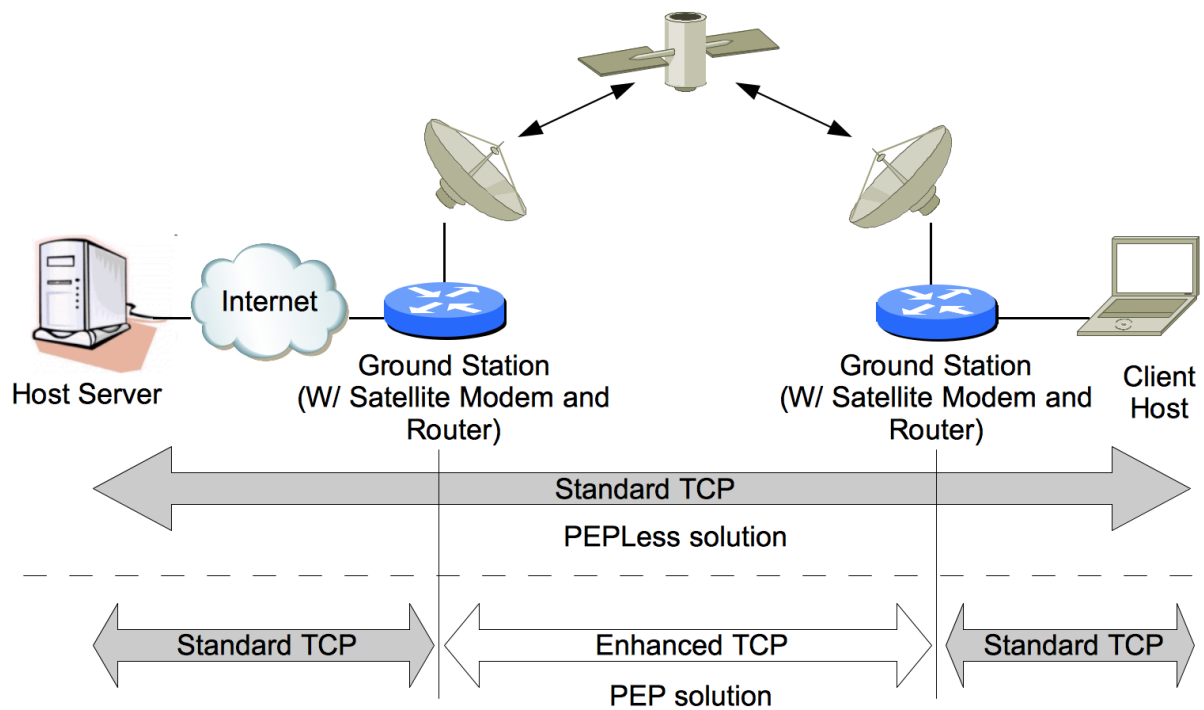 Internet
Host Server
Ground Station
(W/ Satellite Modem and
Router)
Ground Station
(W/ Satellite Modem and
Router)
Client
Host
Standard TCP
PEPLess solution
Standard TCP
Enhanced TCP
Standard TCP
PEP solution